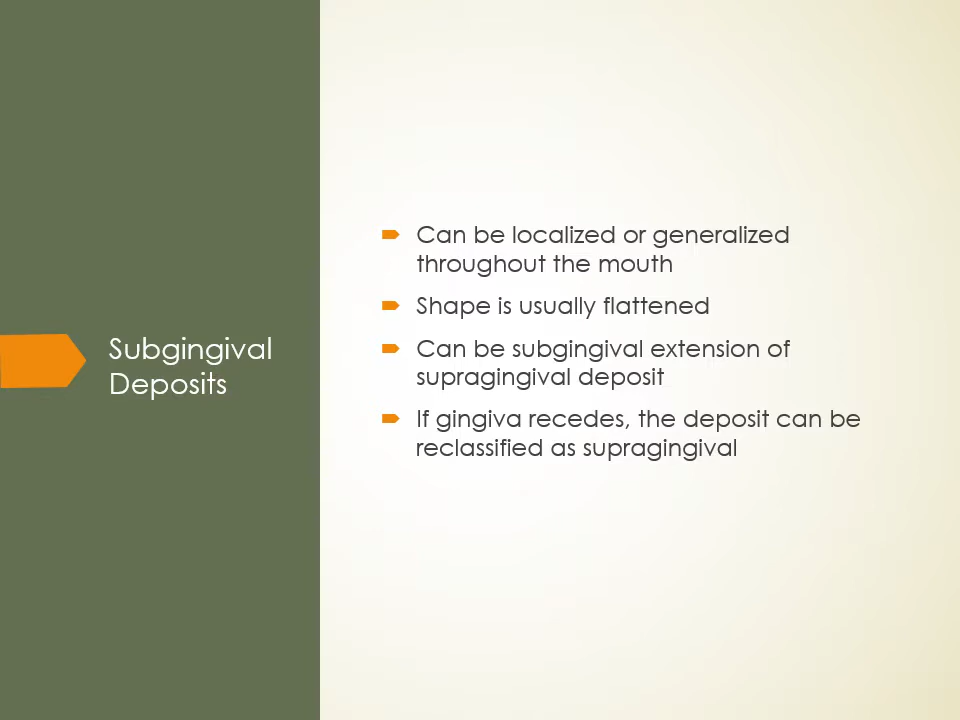 Subgingival
Deposits
Can be localized or generalized
throughout the mouth
Shape is usually flattened
Can be subgingival extension of
supragingival deposit
If gingiva recedes, the deposit can be
reclassified as supragingival